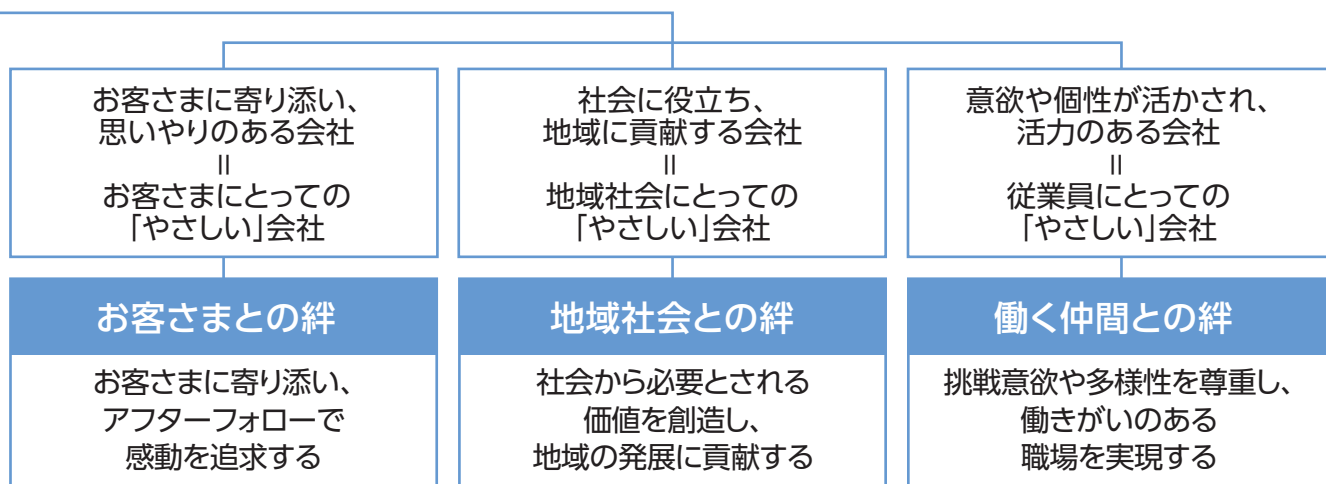 お客さまに寄り添い、
思いやりのある会社
＝
お客さまにとっての
「やさしい」会社
お客さまとの絆
お客さまに寄り添い、
アフターフォローで
感動を追求する
社会に役立ち、
地域に貢献する会社
＝
地域社会にとっての
「やさしい」会社
地域社会との絆
社会から必要とされる
価値を創造し、
地域の発展に貢献する
意欲や個性が活かされ、
活力のある会社
＝
従業員にとっての
「やさしい」会社
働く仲間との絆
挑戦意欲や多様性を尊重し、
働きがいのある
職場を実現する